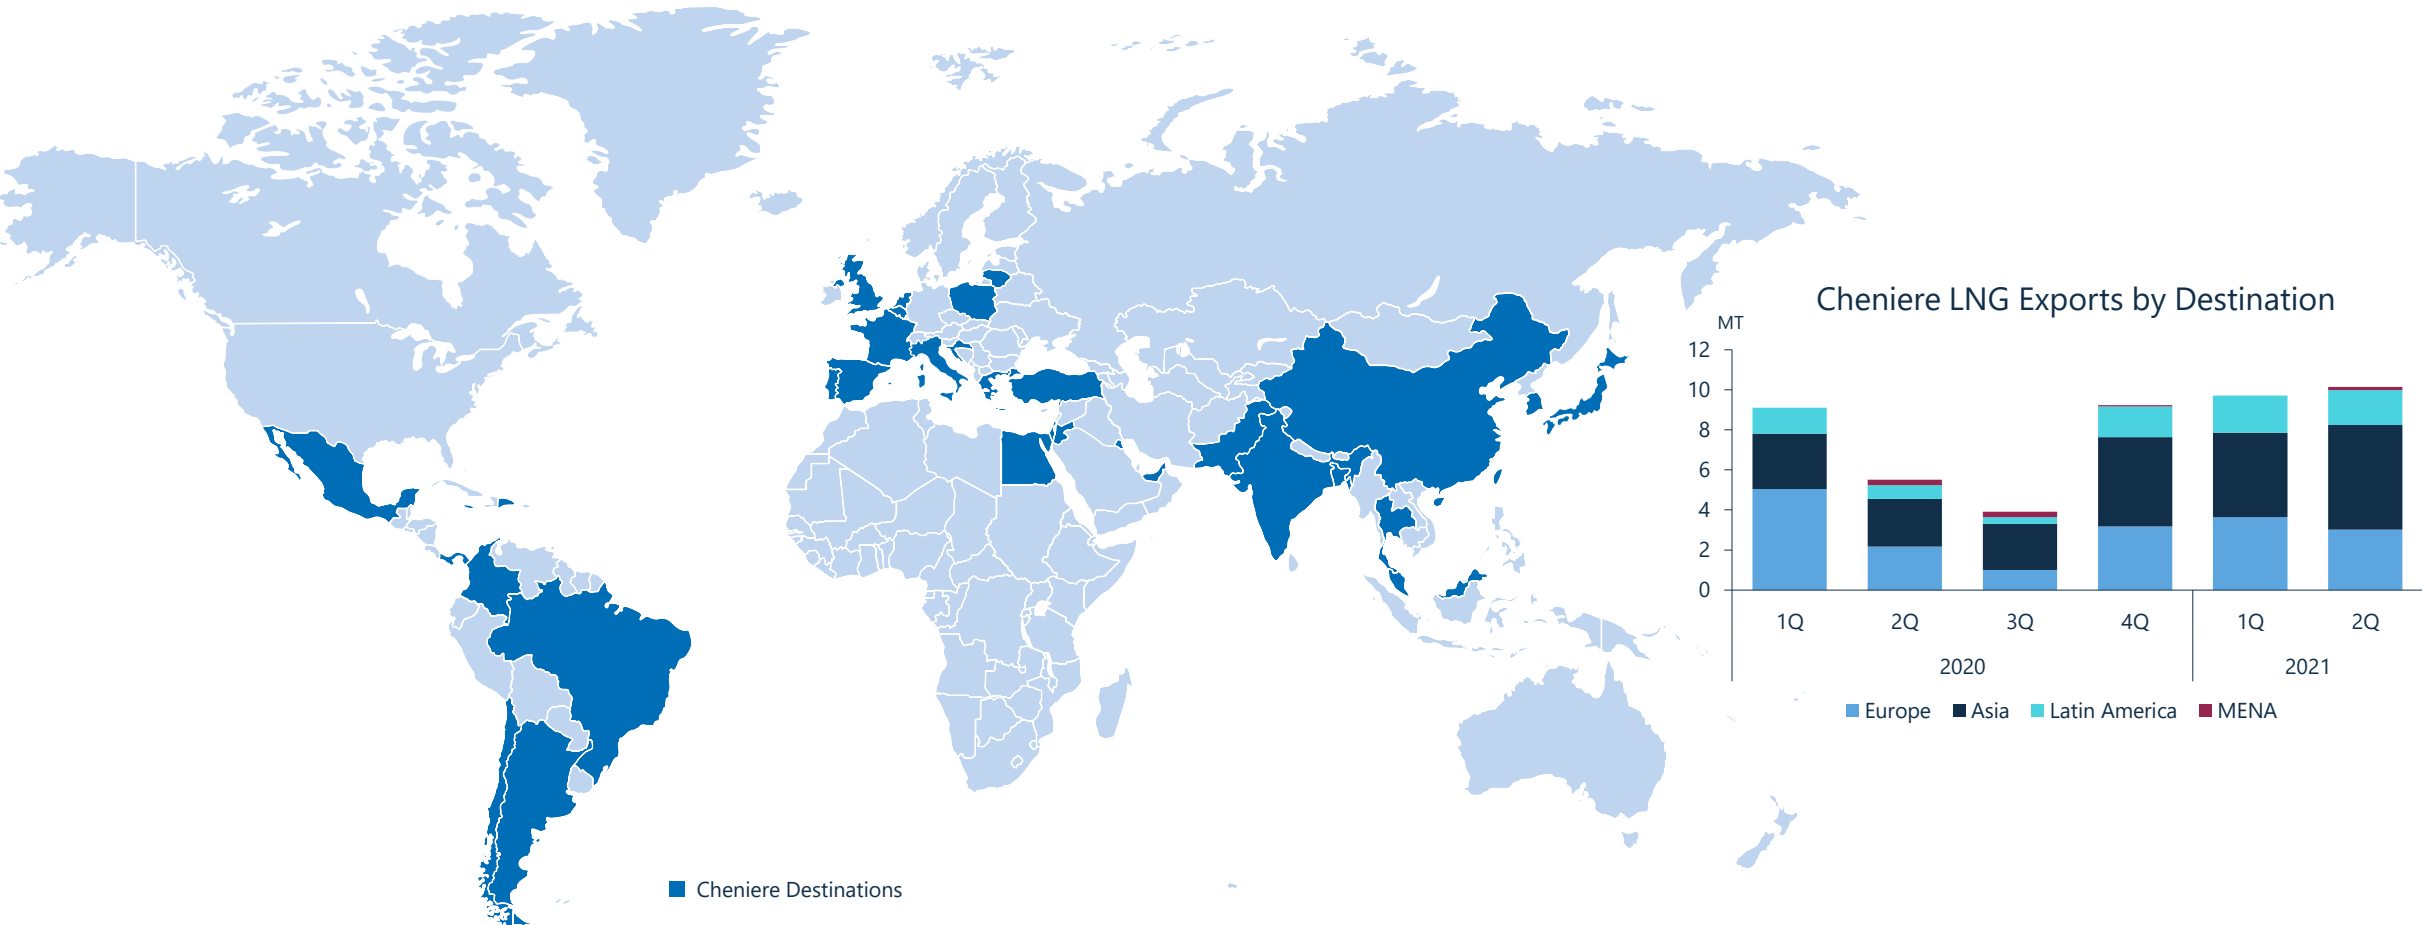 Cheniere LNG Exports by Destination
MT
12
10
8
6
4
2
0
1Q 2Q 3Q 4Q 1Q 2Q
2020 2021
Europe Asia Latin America MENA
Cheniere Destinations